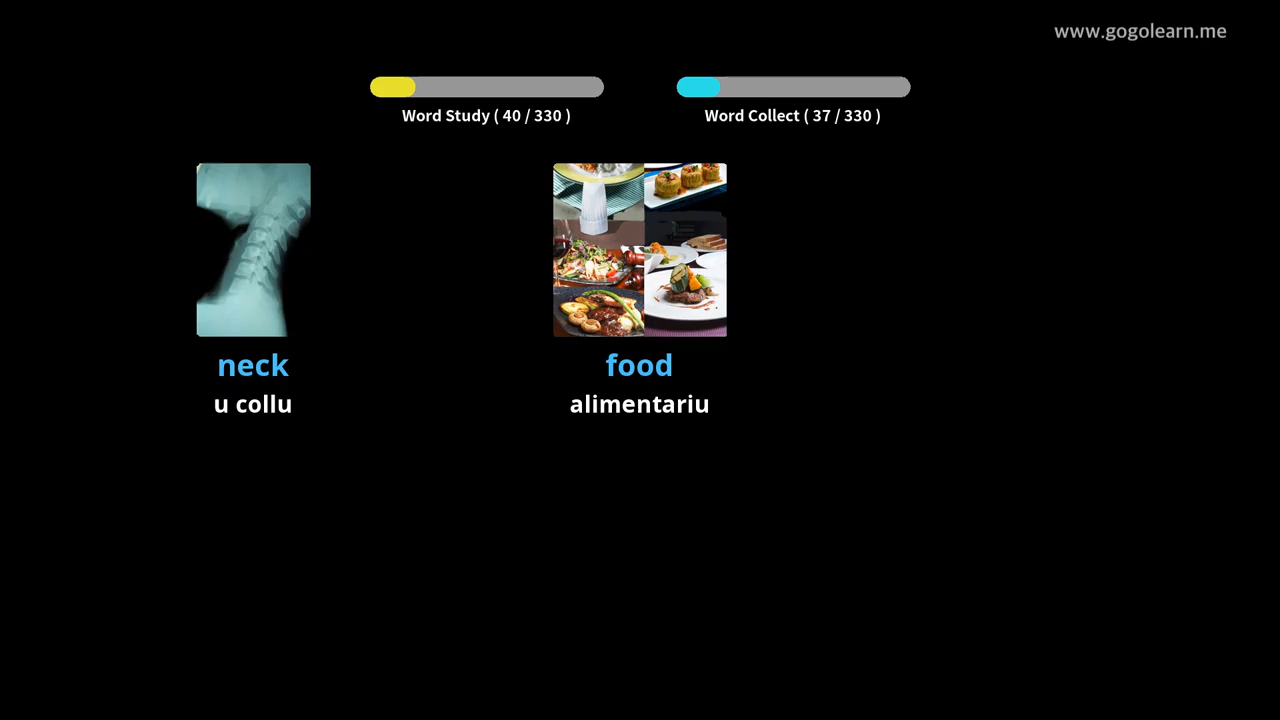 www.gogolearn.me
Word Study ( 40 / 330 )
Word Collect ( 37 / 330 )
neck
u collu
food
alimentariu